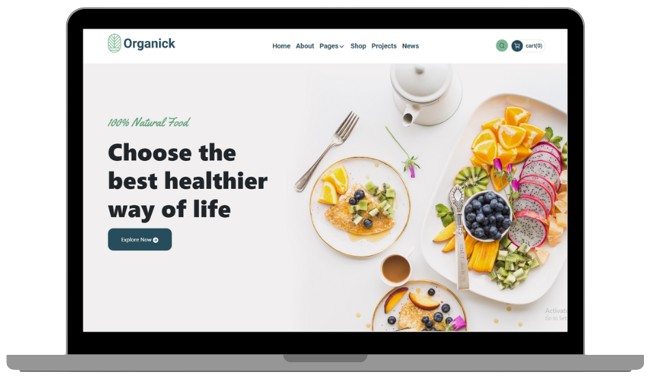 Organick
Home About Pages Shop Projects News
cart(0)
100% Natural Food
Choose the
best healthier
way of life
Explore Now